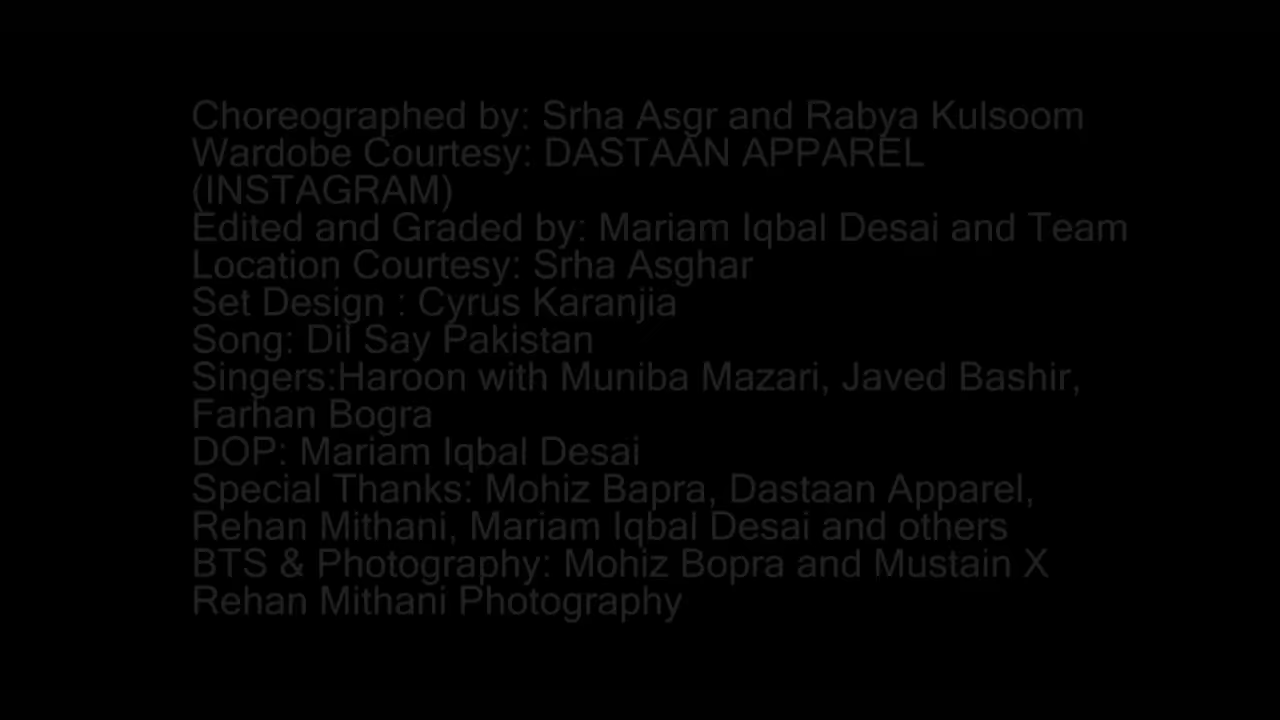 Choreographed by: Srha Asgr and Rabya Kulsoom
Wardobe Courtesy: DASTAAN APPAREL
(INSTAGRAM)
Edited and Graded by: Mariam Iqbal Desai and Team
Location Courtesy: Srha Asghar
Set Design : Cyrus Karanjia
Song: Dil Say Pakistan
Singers:Haroon with Muniba Mazari, Javed Bashir,
Farhan Bogra
DOP: Mariam Iqbal Desai
Special Thanks: Mohiz Bapra, Dastaan Apparel,
Rehan Mithani, Mariam Iqbal Desai and others
BTS & Photography: Mohiz Bopra and Mustain X
Rehan Mithani Photography